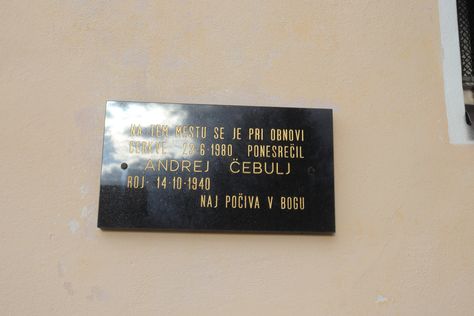 NA TEM MESTU SE JE PRI OBNOVI
CERKVE 28-6-1980 PONESREČIL
ANDREJ ČEBULJ
ROJ- 14-10-1940
NAJ POČIVA V BOGU